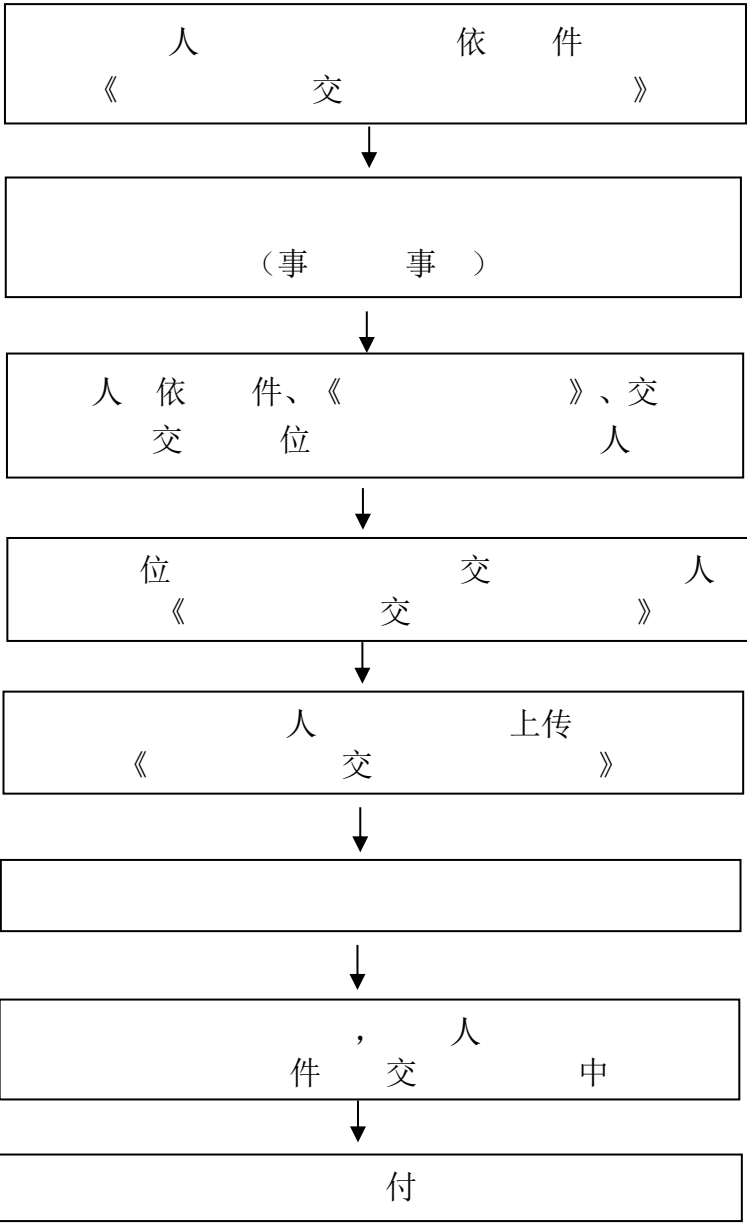 人 依 件
《 交 》
（事 事 ）
人 依 件、《 》、交
交 位 人
位 交 人
《 交 》
人 上传
《 交 》
， 人
件 交 中
付